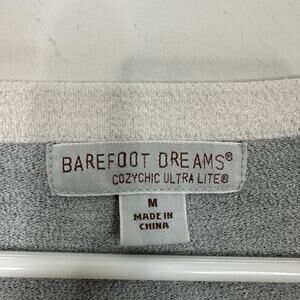 BAREFOOT DREAMS®
COZYCHIC ULTRA LITE®
M
MADE IN
CHINA